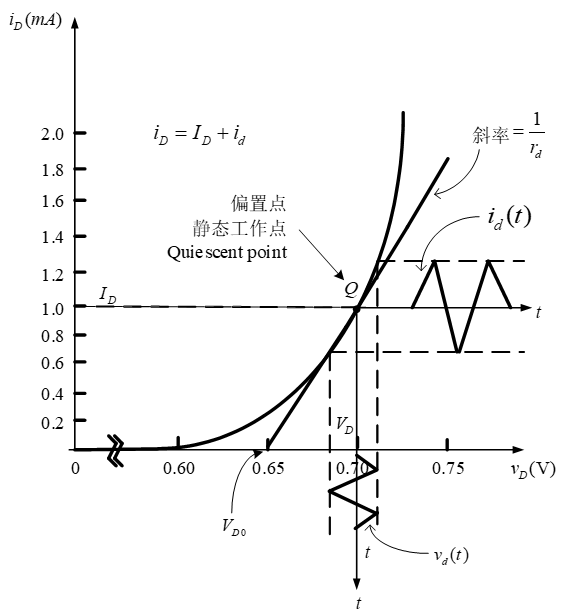 i_D(mA)
2.0
1.8
1.6
1.4
1.2
1.0
0.8
0.6
0.4
0.2
i_D = I_D + i_d
斜率 = 1/r_d
偏置点
静态工作点
Quiescent point
i_d(t)
I_D
Q
t
V_D
0
0.60
0.65
0.70
0.75
v_D(V)
V_D0
t
v_d(t)
t